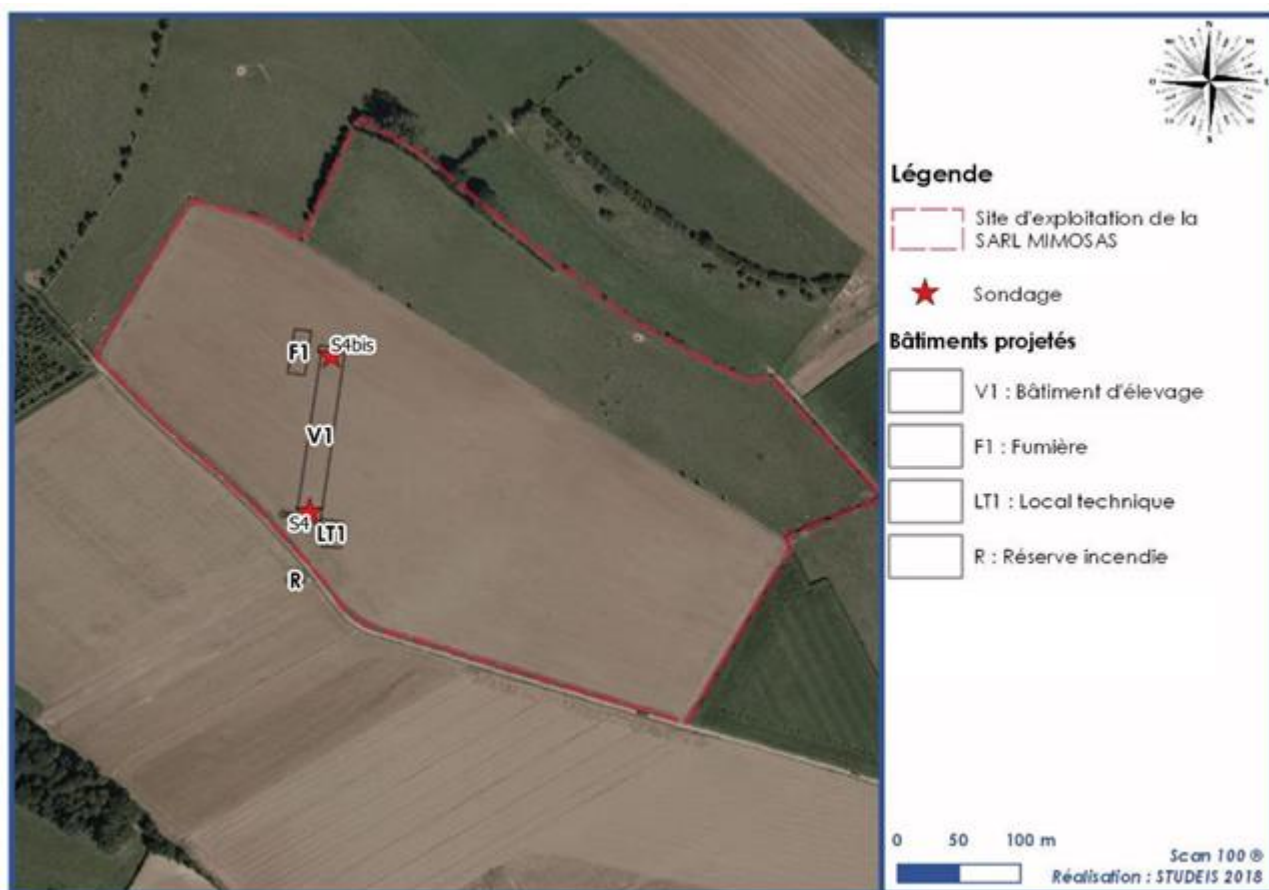 N
S
Légende
Site d'exploitation de la
SARL MIMOSAS
Sondage
Bâtiments projetés
V1 : Bâtiment d'élevage
F1 : Fumière
LT1 : Local technique
R : Réserve incendie
F1
S4bis
V1
S4
LT1
R
0 50 100 m
Scan 100 ®
Réalisation : STUDEIS 2018